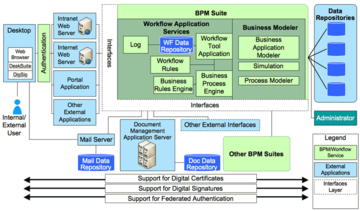 Desktop
Web
Browser
DeskSuite
DigSig
Internal/
External
User
Authentication
Intranet
Web
Server
Internet
Web
Server
Portal
Application
Other
External
Applications
Interfaces
BPM Suite
Workflow Application
Services
Log
WF Data
Repository
Workflow
Tool
Application
Workflow
Rules
Business
Rules Engine
Business
Process
Engine
Business Modeler
Business
Application
Modeler
Simulation
Process Modeler
Interfaces
Data
Repositories
Administrator
Mail Server
Mail Data
Repository
Document
Management
Application Server
Doc Data
Repository
Other External Interfaces
Other BPM Suites
Legend
BPM/Workflow
Service
External
Applications
Interfaces
Layer
Support for Digital Certificates
Support for Digital Signatures
Support for Federated Authentication